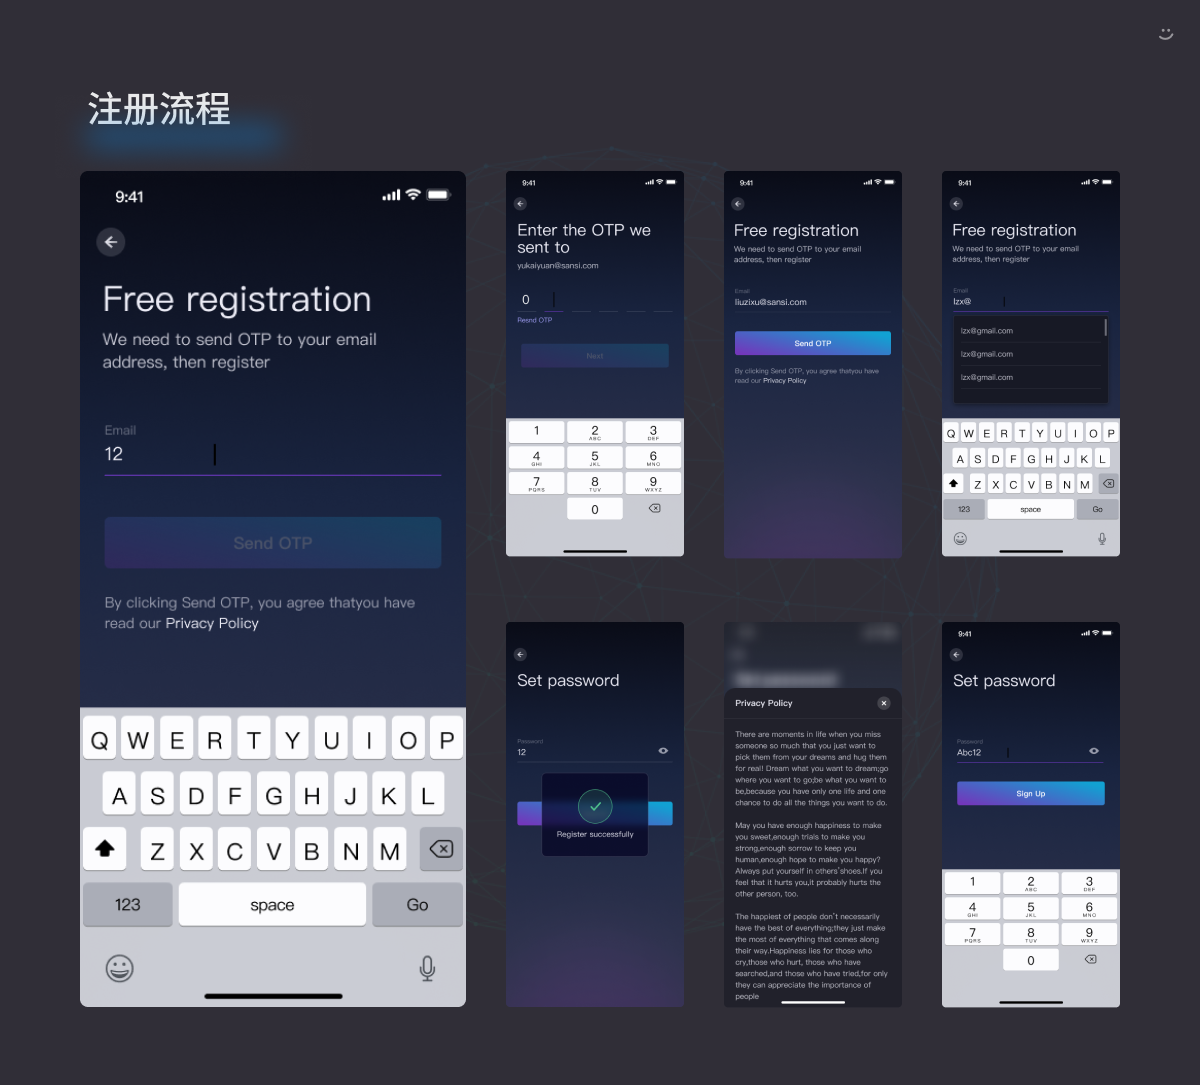 注册流程
9:41
Free registration
We need to send OTP to your email
address, then register
Email
12
Send OTP
By clicking Send OTP, you agree thatyou have
read our Privacy Policy
Q W E R T Y U I O P
A S D F G H J K L
Z X C V B N M
123 space Go
9:41
Enter the OTP we
sent to
yukaiyuan@sansi.com
0
Resnd OTP
Next
1 2 3
ABC DEF
4 5 6
GHI JKL MNO
7 8 9
PQRS TUV WXYZ
0
9:41
Free registration
We need to send OTP to your email
address, then register
Email
liuzixu@sansi.com
Send OTP
By clicking Send OTP, you agree thatyou have
read our Privacy Policy
9:41
Free registration
We need to send OTP to your email
address, then register
Email
lzx@
lzx@gmail.com
lzx@gmail.com
lzx@gmail.com
Q W E R T Y U I O P
A S D F G H J K L
Z X C V B N M
123 space Go
Set password
Password
12
Register successfully
Privacy Policy
There are moments in life when you miss
someone so much that you just want to
pick them from your dreams and hug them
for real! Dream what you want to dream;go
where you want to go;be what you want to
be,because you have only one life and one
chance to do all the things you want to do.
May you have enough happiness to make
you sweet,enough trials to make you
strong,enough sorrow to keep you
human,enough hope to make you happy?
Always put yourself in others'shoes.If you
feel that it hurts you,it probably hurts the
other person, too.
The happiest of people don't necessarily
have the best of everything;they just make
the most of everything that comes along
their way.Happiness lies for those who
cry,those who hurt, those who have
searched,and those who have tried,for only
they can appreciate the importance of
people
9:41
Set password
Password
Abc12
Sign Up
1 2 3
ABC DEF
4 5 6
GHI JKL MNO
7 8 9
PQRS TUV WXYZ
0